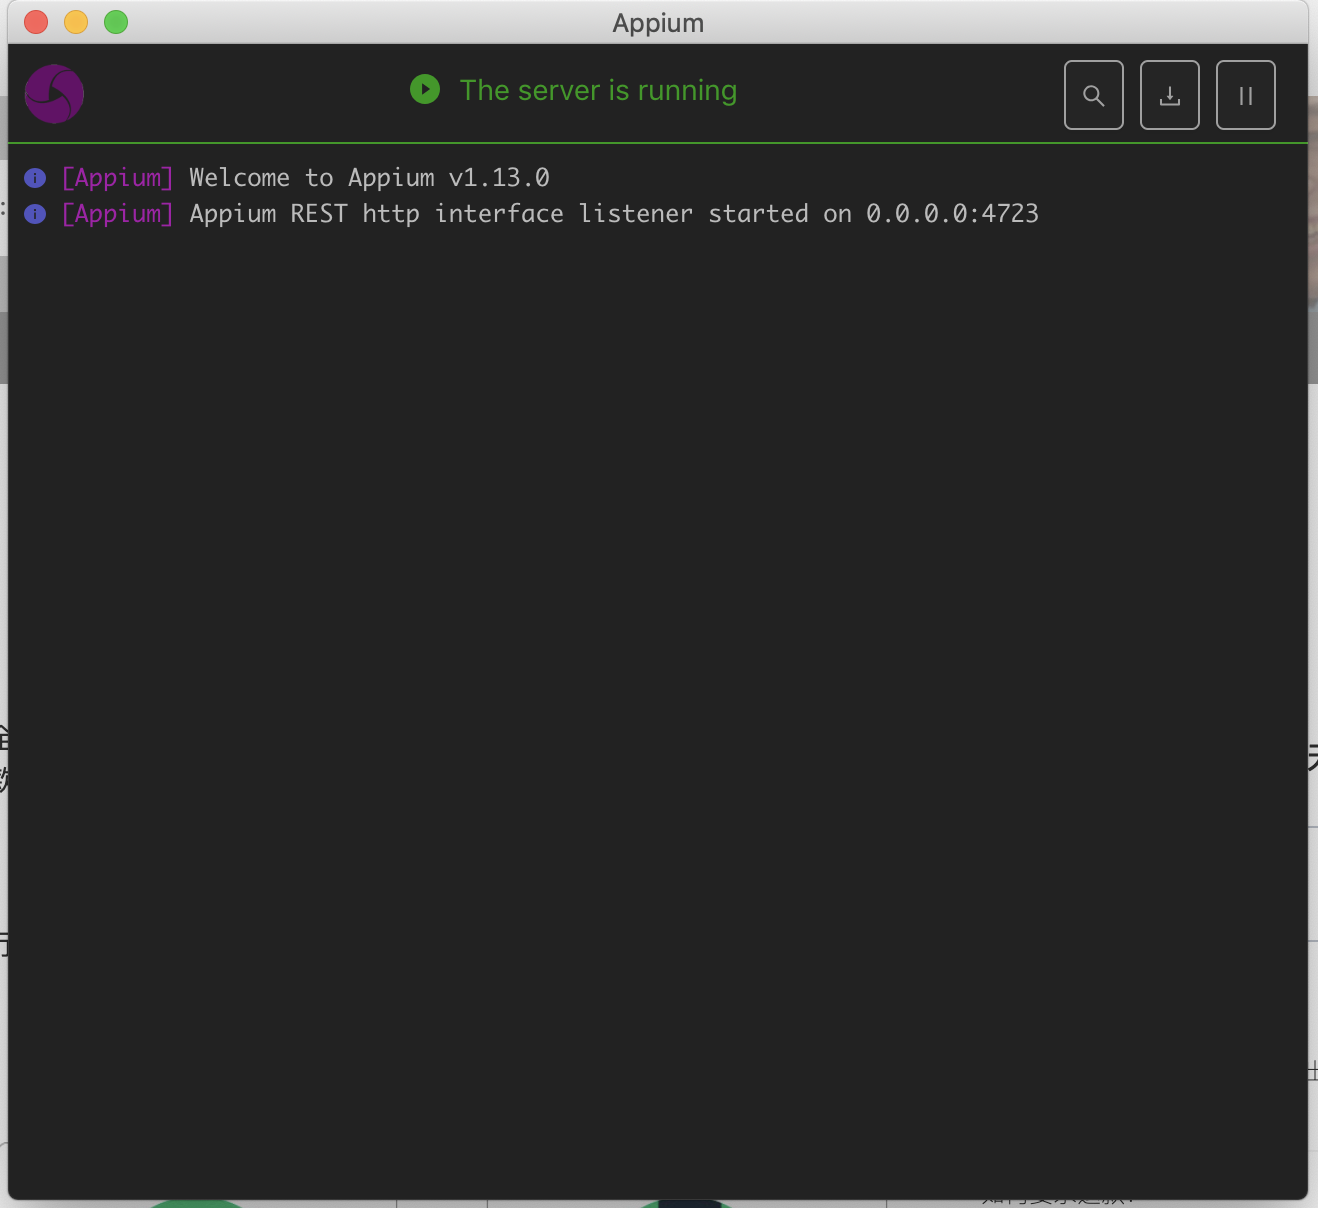 Appium
The server is running
[Appium] Welcome to Appium v1.13.0
[Appium] Appium REST http interface listener started on 0.0.0.0:4723